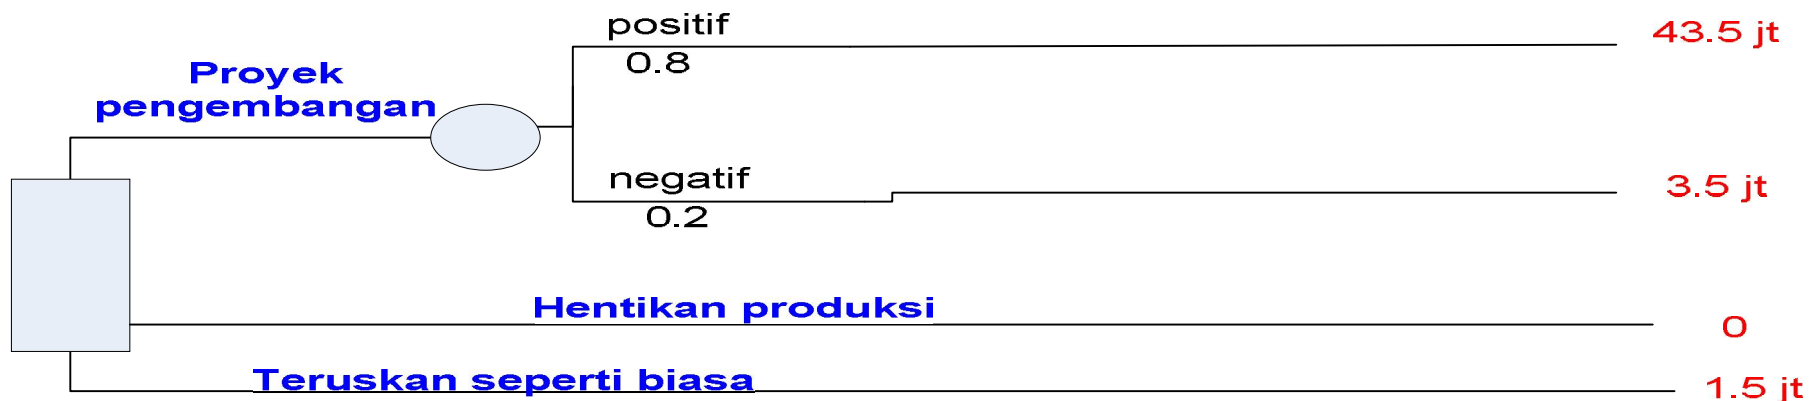 positif
43.5 jt
0.8
Proyek
pengembangan
negatif
3.5 jt
0.2
Hentikan produksi
0
Teruskan seperti biasa
1.5 jt